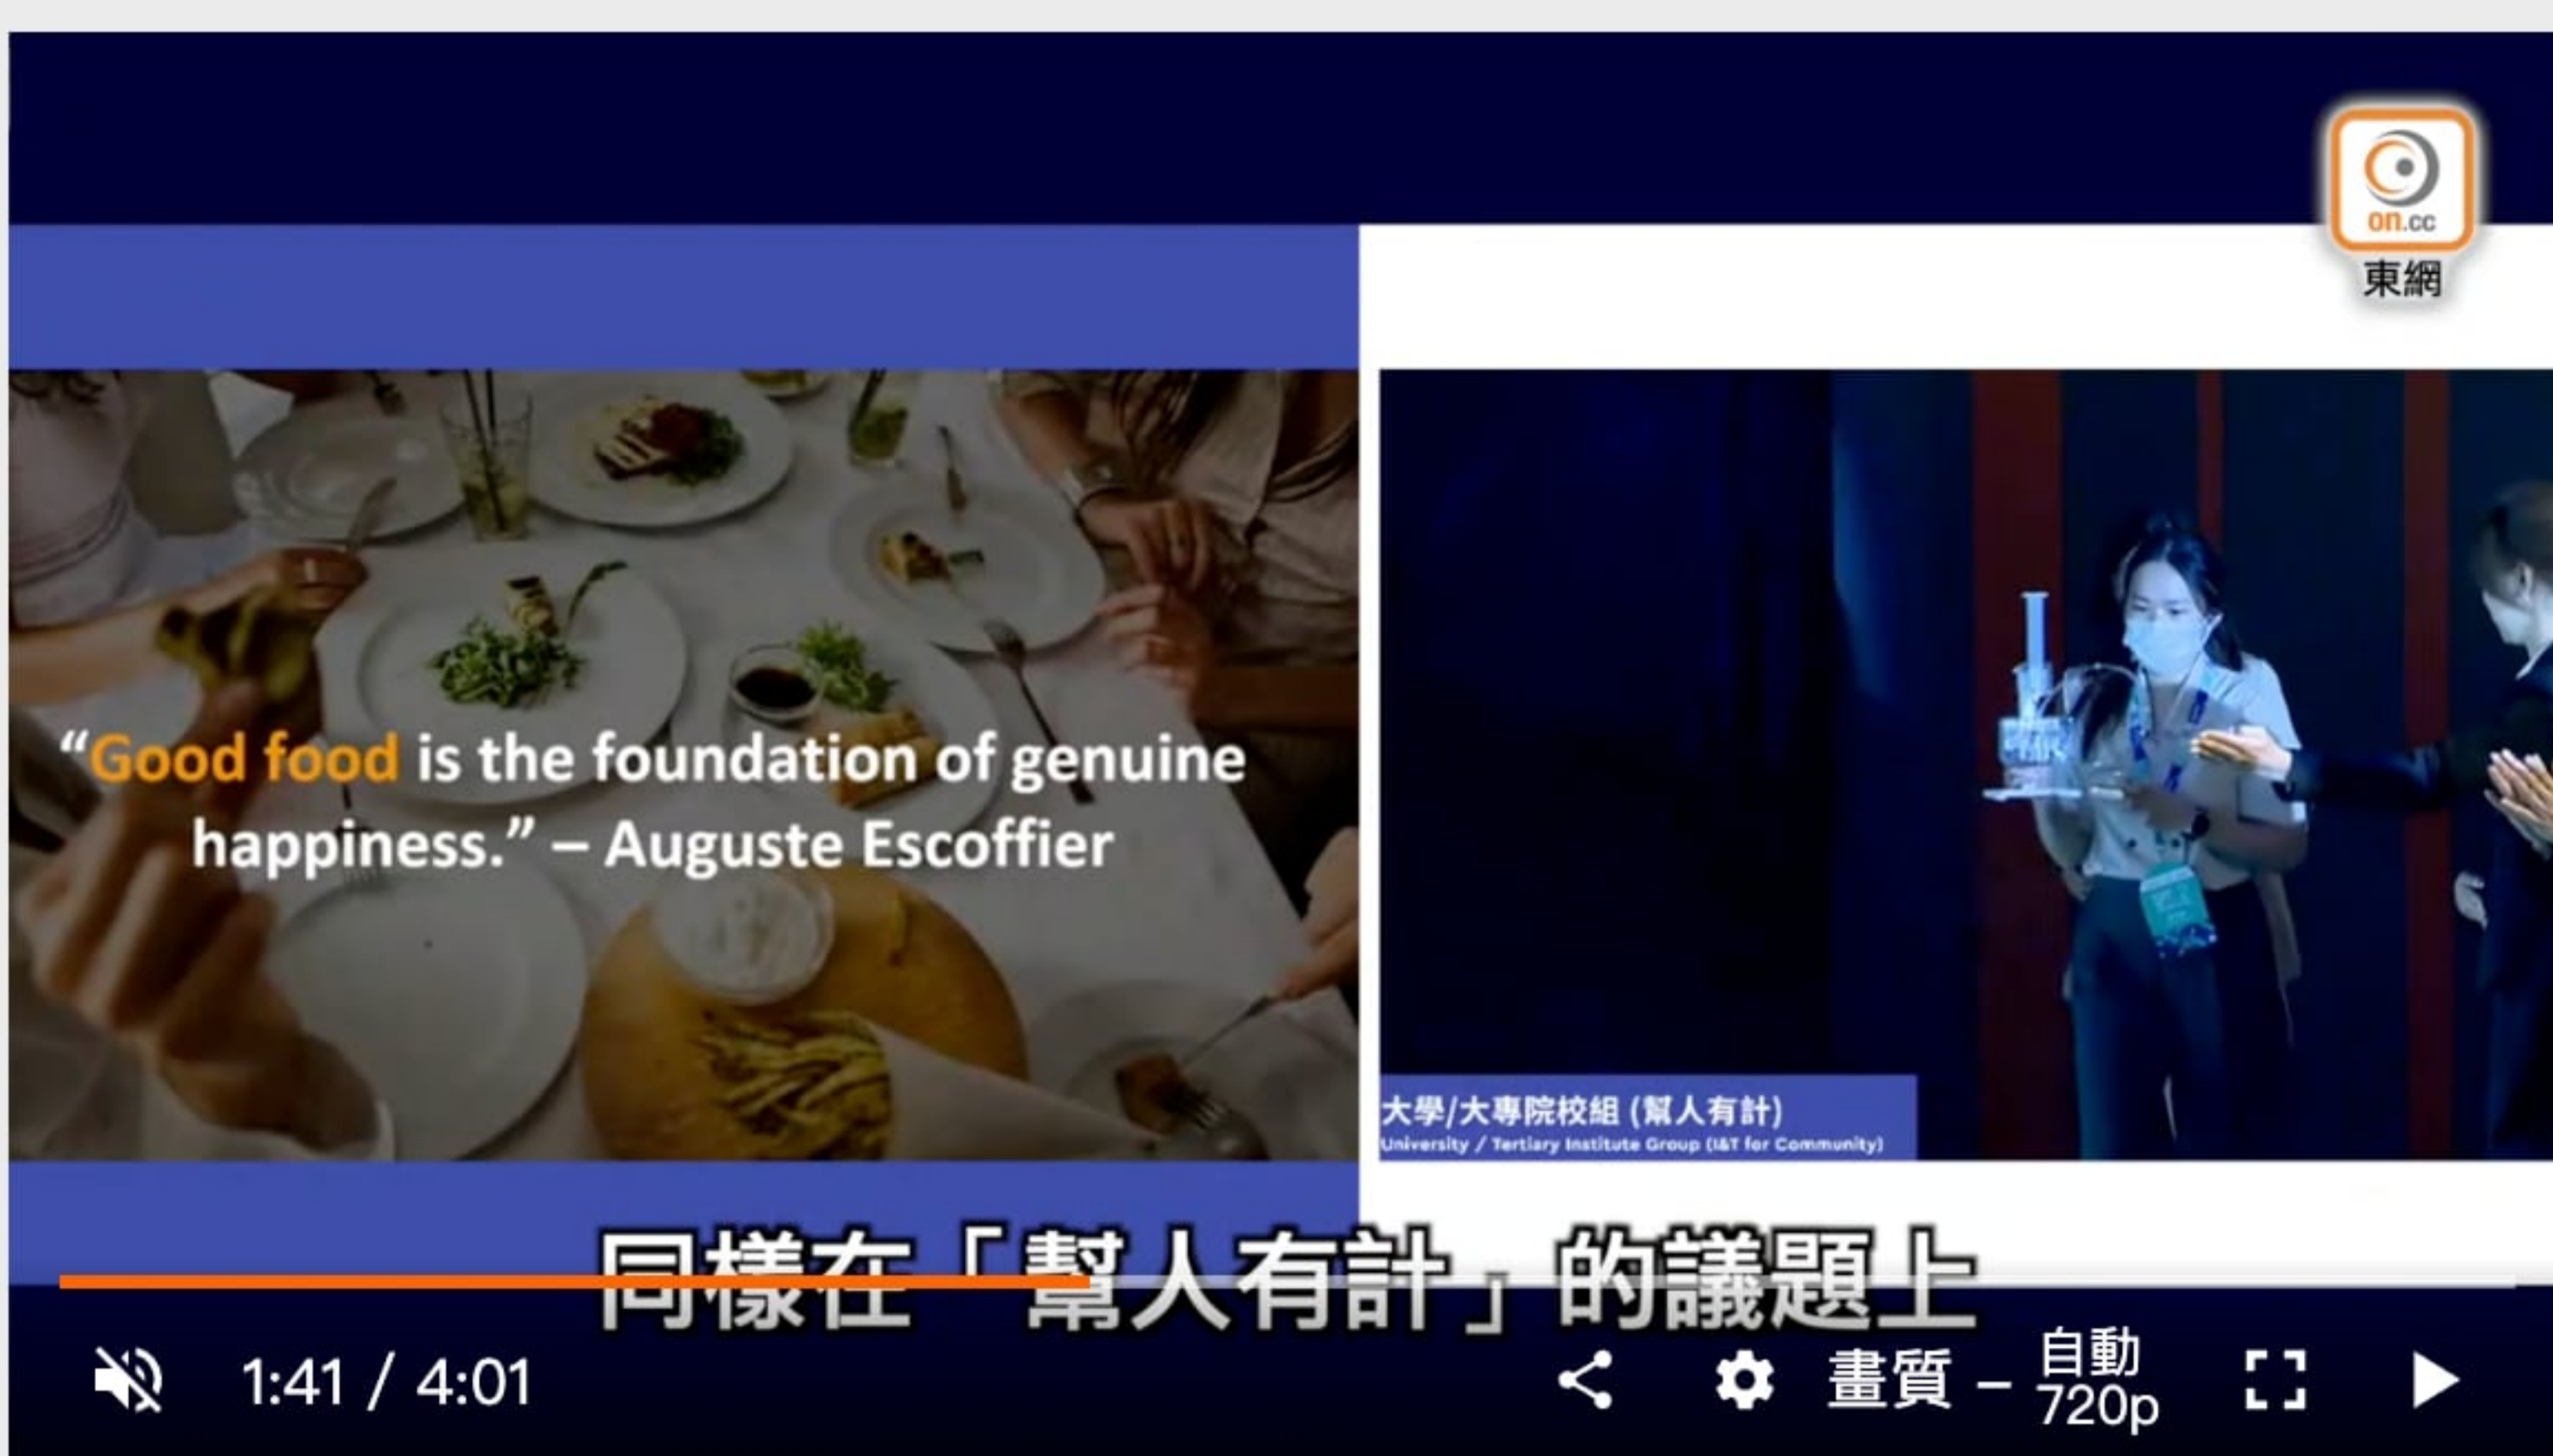 on.cc
東網
“Good food is the foundation of genuine
happiness.” – Auguste Escoffier
大學/大專院校組 (幫人有計)
University / Tertiary Institute Group (I&T for Community)
同樣在「幫人有計」的議題上
1:41 / 4:01
畫質 – 自動
720p